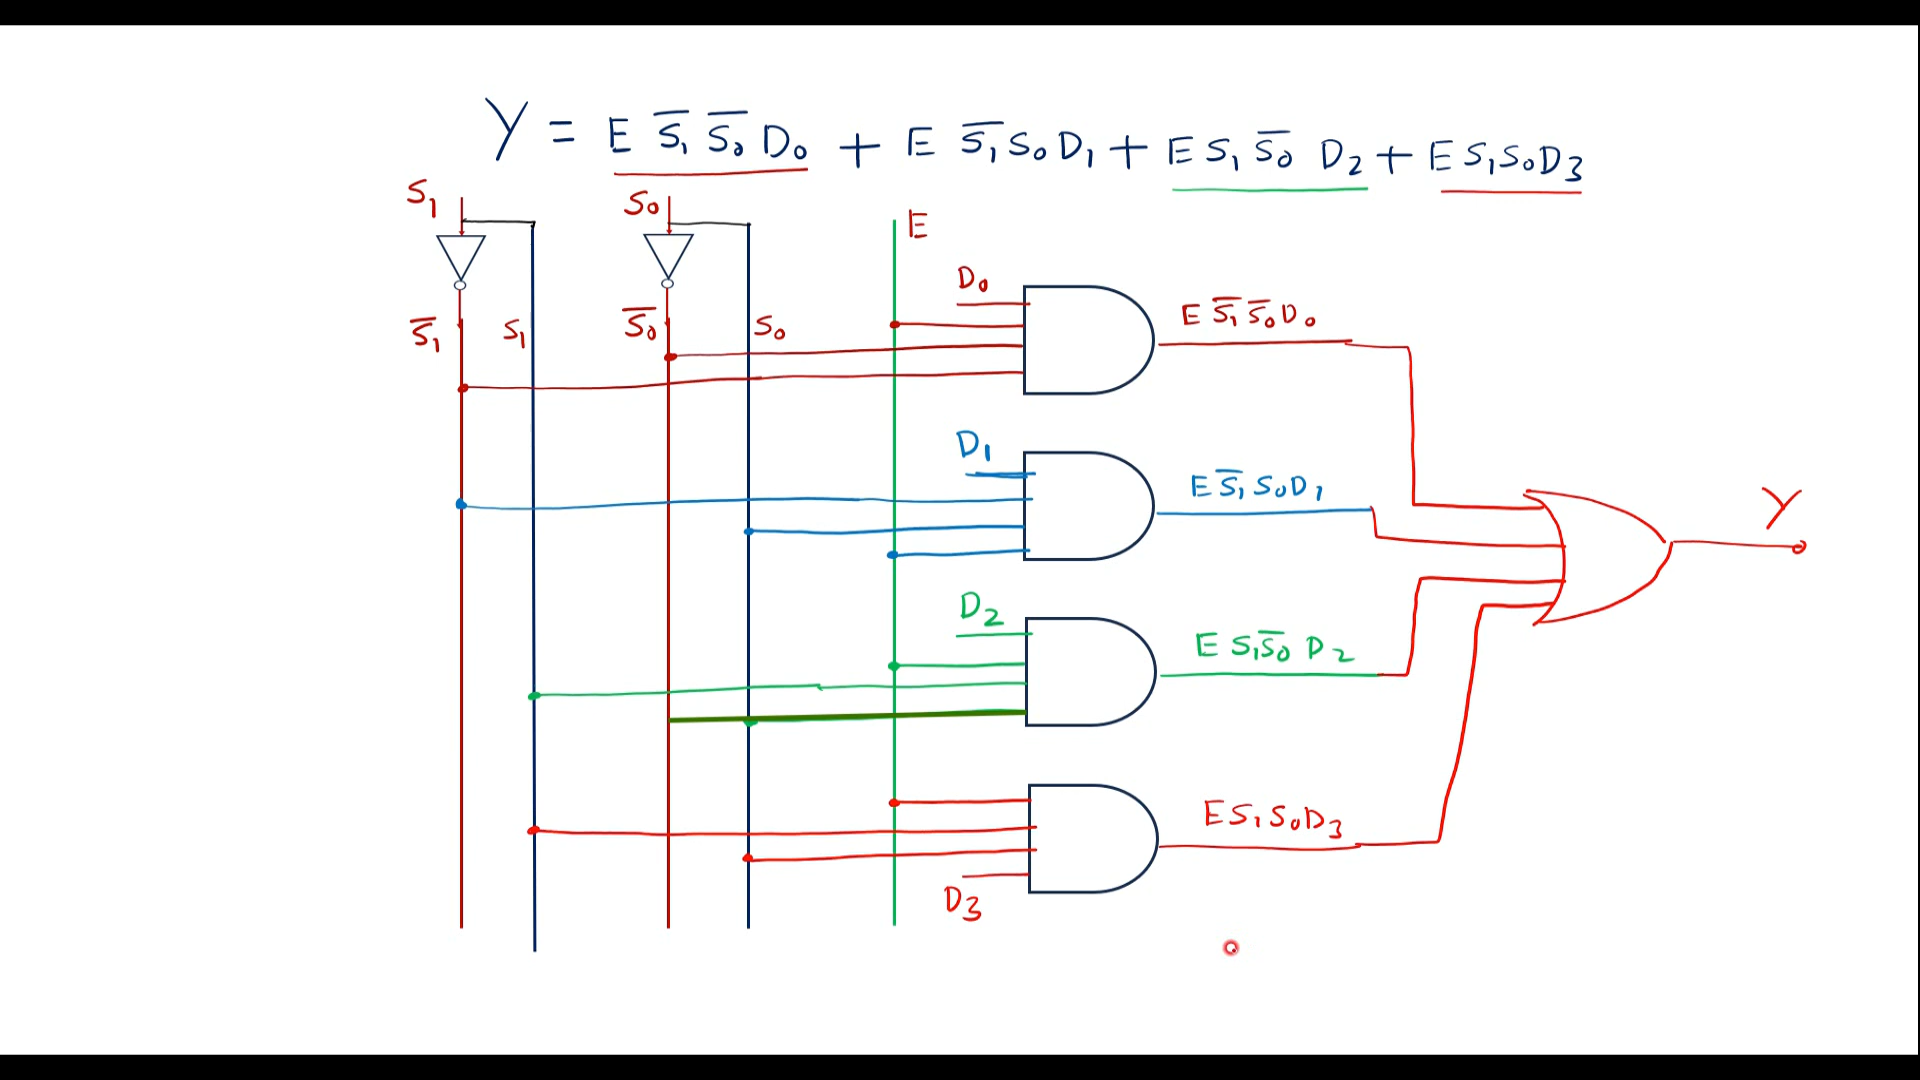 Y = E S̅₁ S̅₀ D₀ + E S̅₁ S₀ D₁ + E S₁ S̅₀ D₂ + E S₁ S₀ D₃
S₁
S₀
E
D₀
E S̅₁ S̅₀ D₀
S̅₁
S₁
S̅₀
S₀
D₁
E S̅₁ S₀ D₁
Y
D₂
E S₁ S̅₀ D₂
E S₁ S₀ D₃
D₃